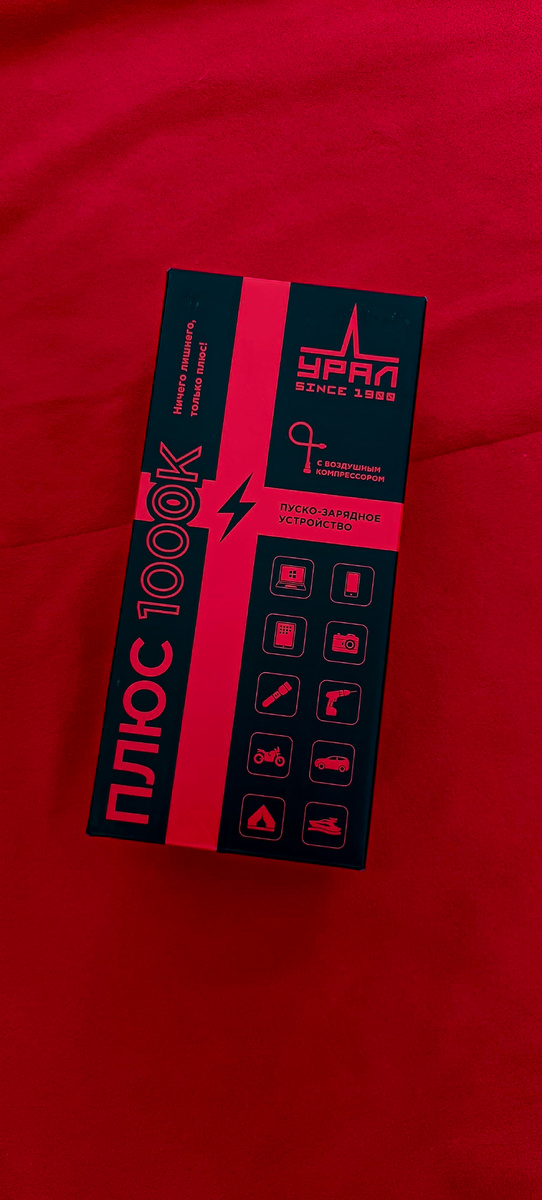 Ничего лишнего,
только плюс!
ПЛЮС 1000К
УРАЛ
SINCE 1900
С ВОЗДУШНЫМ
КОМПРЕССОРОМ
ПУСКО-ЗАРЯДНОЕ
УСТРОЙСТВО